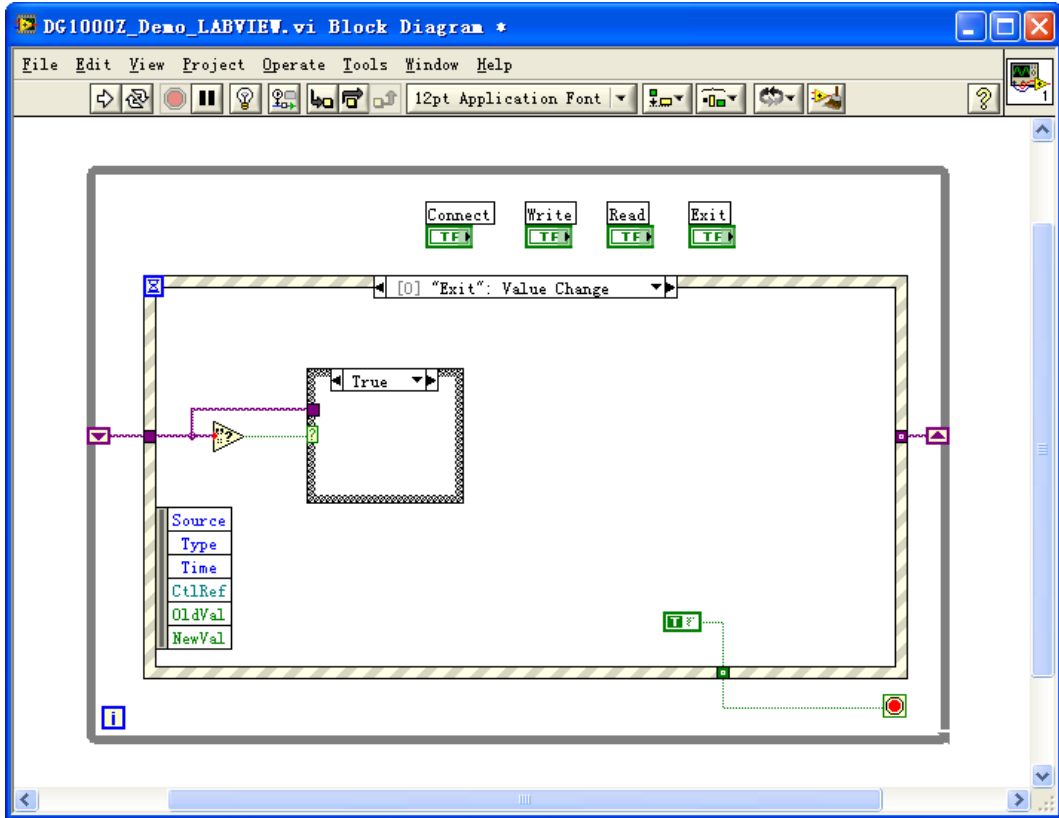 DG1000Z_Demo_LABVIEW.vi Block Diagram *
File Edit View Project Operate Tools Window Help
12pt Application Font
1
Connect Write Read Exit
TF TF TF TF
[0] "Exit": Value Change
True
"?
?
Source
Type
Time
CtlRef
OldVal
NewVal
T F
i